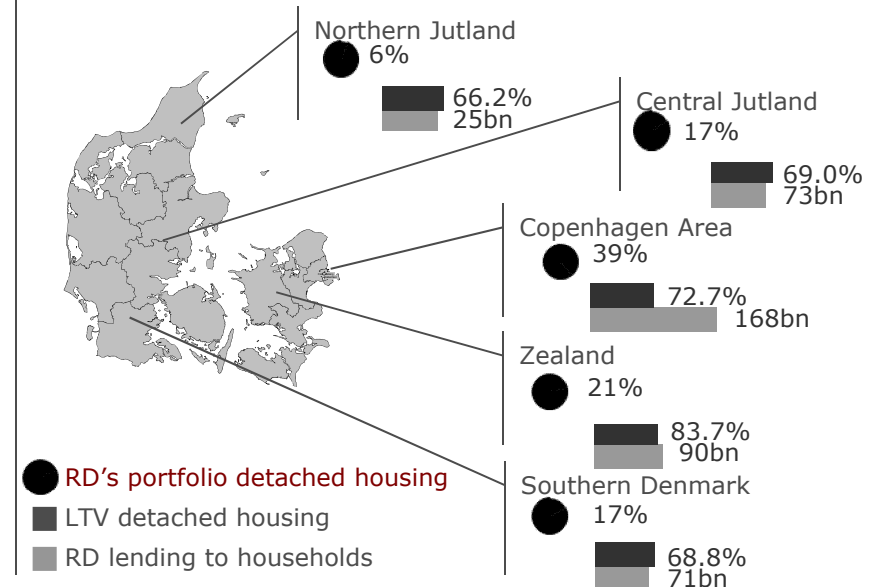 Northern Jutland
6%
66.2%
25bn
Central Jutland
17%
69.0%
73bn
Copenhagen Area
39%
72.7%
168bn
Zealand
21%
83.7%
90bn
Southern Denmark
17%
68.8%
71bn
RD’s portfolio detached housing
LTV detached housing
RD lending to households